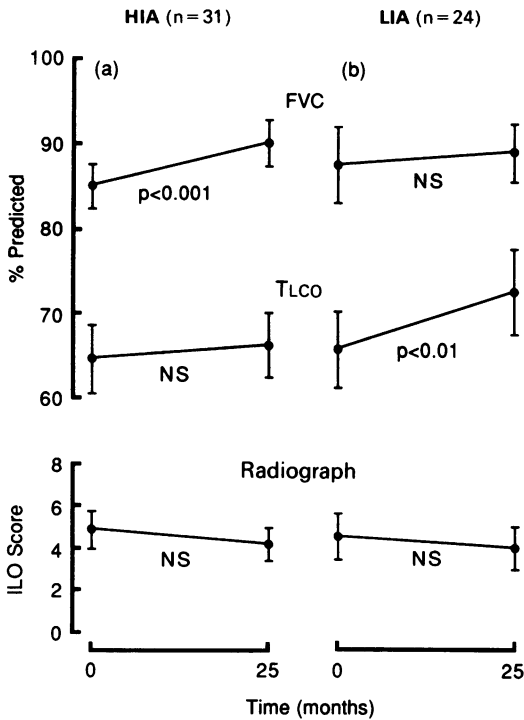 HIA (n=31) LIA (n=24)
100
(a)
(b)
FVC
90
p<0.001
NS
80
% Predicted
TLCO
70
NS
p<0.01
60
8
Radiograph
6
ILO Score
4
NS
NS
2
0
0 25 0 25
Time (months)